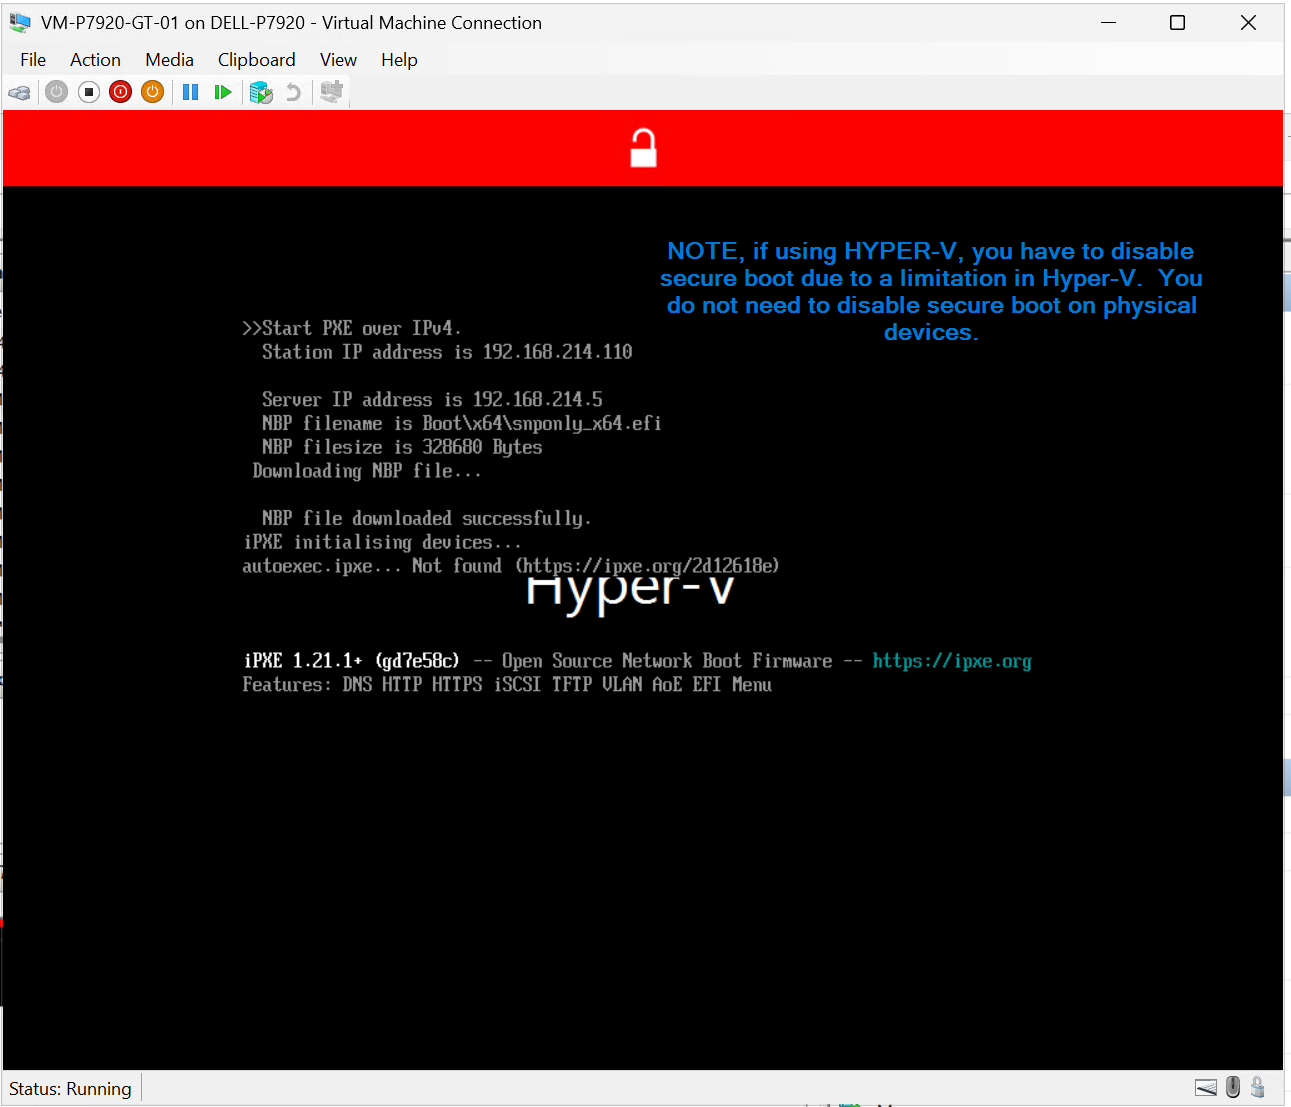 VM-P7920-GT-01 on DELL-P7920 - Virtual Machine Connection
File Action Media Clipboard View Help
NOTE, if using HYPER-V, you have to disable
secure boot due to a limitation in Hyper-V. You
do not need to disable secure boot on physical
devices.
>>Start PXE over IPv4.
Station IP address is 192.168.214.110
Server IP address is 192.168.214.5
NBP filename is Boot\x64\snponly_x64.efi
NBP filesize is 328680 Bytes
Downloading NBP file...
NBP file downloaded successfully.
iPXE initialising devices...
autoexec.ipxe... Not found (https://ipxe.org/2d12618e)
Hyper-V
iPXE 1.21.1+ (gd7e58c) -- Open Source Network Boot Firmware -- https://ipxe.org
Features: DNS HTTP HTTPS iSCSI TFTP VLAN AoE EFI Menu
Status: Running